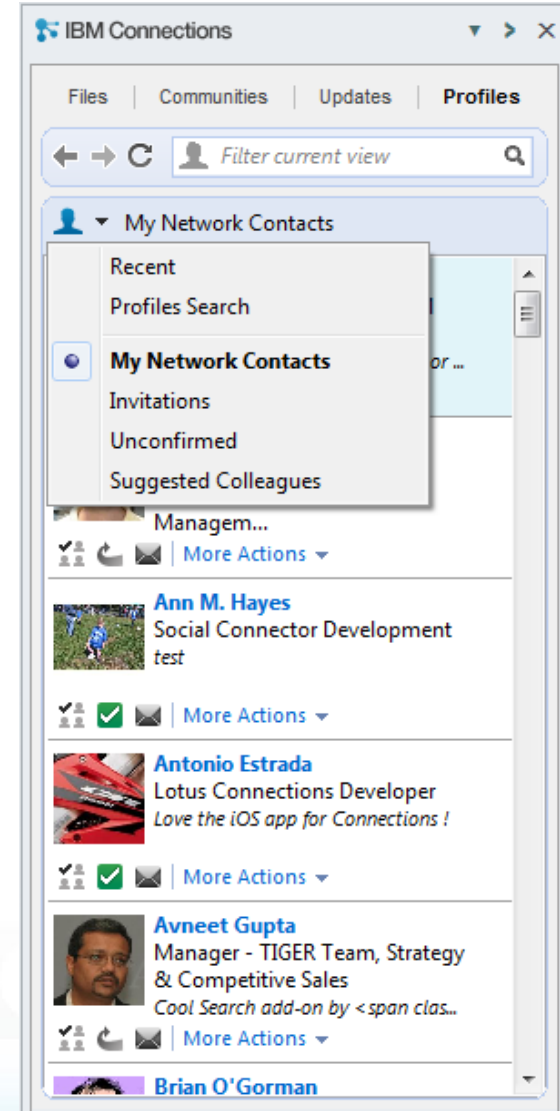 IBM Connections
Files | Communities | Updates | Profiles
Filter current view
My Network Contacts
Recent
Profiles Search
My Network Contacts
or ...
Invitations
Unconfirmed
Suggested Colleagues
Managem...
More Actions
Ann M. Hayes
Social Connector Development
test
More Actions
Antonio Estrada
Lotus Connections Developer
Love the iOS app for Connections !
More Actions
Avneet Gupta
Manager - TIGER Team, Strategy
& Competitive Sales
Cool Search add-on by <span clas...
More Actions
Brian O'Gorman